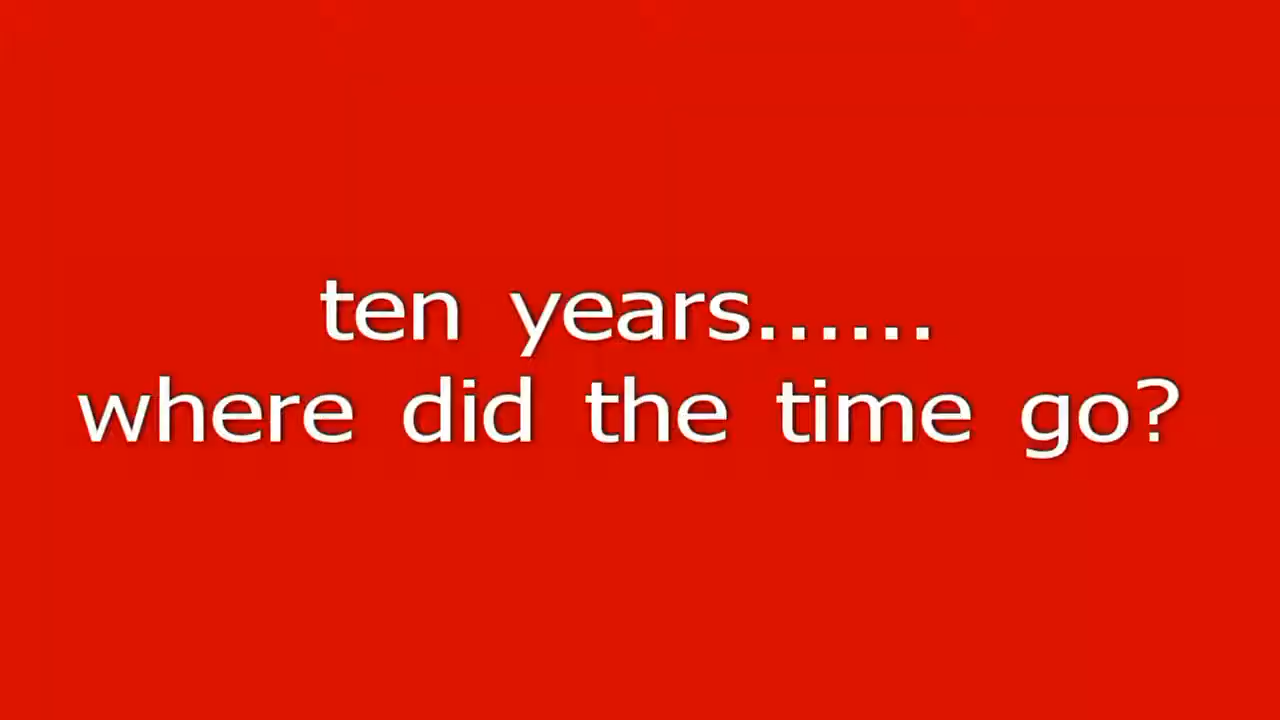 ten years......
where did the time go?